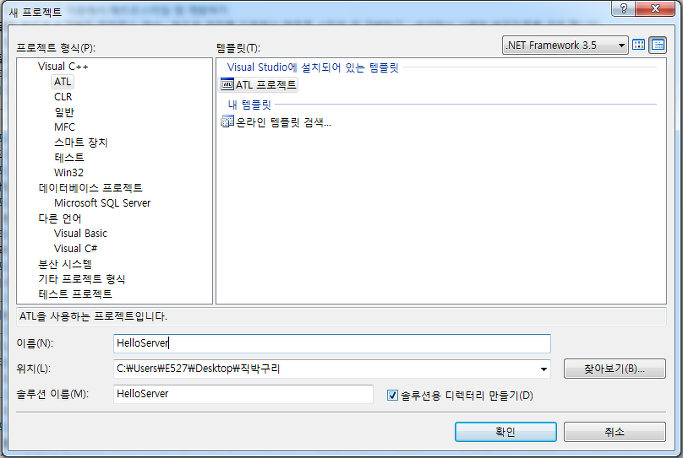 새 프로젝트
프로젝트 형식(P):
템플릿(T):
.NET Framework 3.5
Visual C++
ATL
CLR
일반
MFC
스마트 장치
테스트
Win32
데이터베이스 프로젝트
Microsoft SQL Server
다른 언어
Visual Basic
Visual C#
분산 시스템
기타 프로젝트 형식
테스트 프로젝트
Visual Studio에 설치되어 있는 템플릿
ATL 프로젝트
내 템플릿
온라인 템플릿 검색...
ATL을 사용하는 프로젝트입니다.
이름(N):
HelloServer
위치(L):
C:₩Users₩E527₩Desktop₩직박구리
찾아보기(B)...
솔루션 이름(M):
HelloServer
솔루션용 디렉터리 만들기(D)
확인
취소